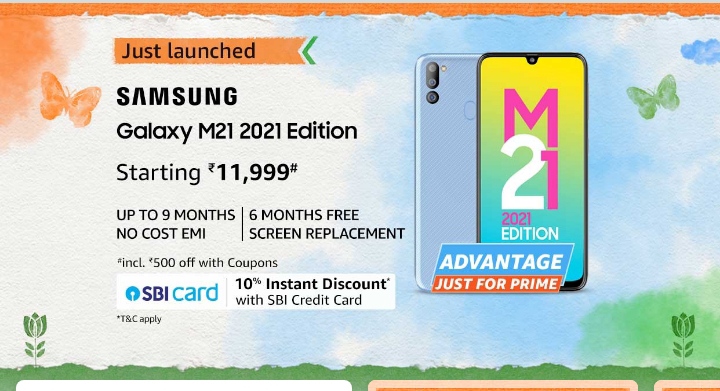 Just launched
SAMSUNG
Galaxy M21 2021 Edition
Starting ₹11,999#
UP TO 9 MONTHS | 6 MONTHS FREE
NO COST EMI | SCREEN REPLACEMENT
#incl. ₹500 off with Coupons
SBI card | 10% Instant Discount*
with SBI Credit Card
*T&C apply
M
21
2021
EDITION
ADVANTAGE
JUST FOR PRIME